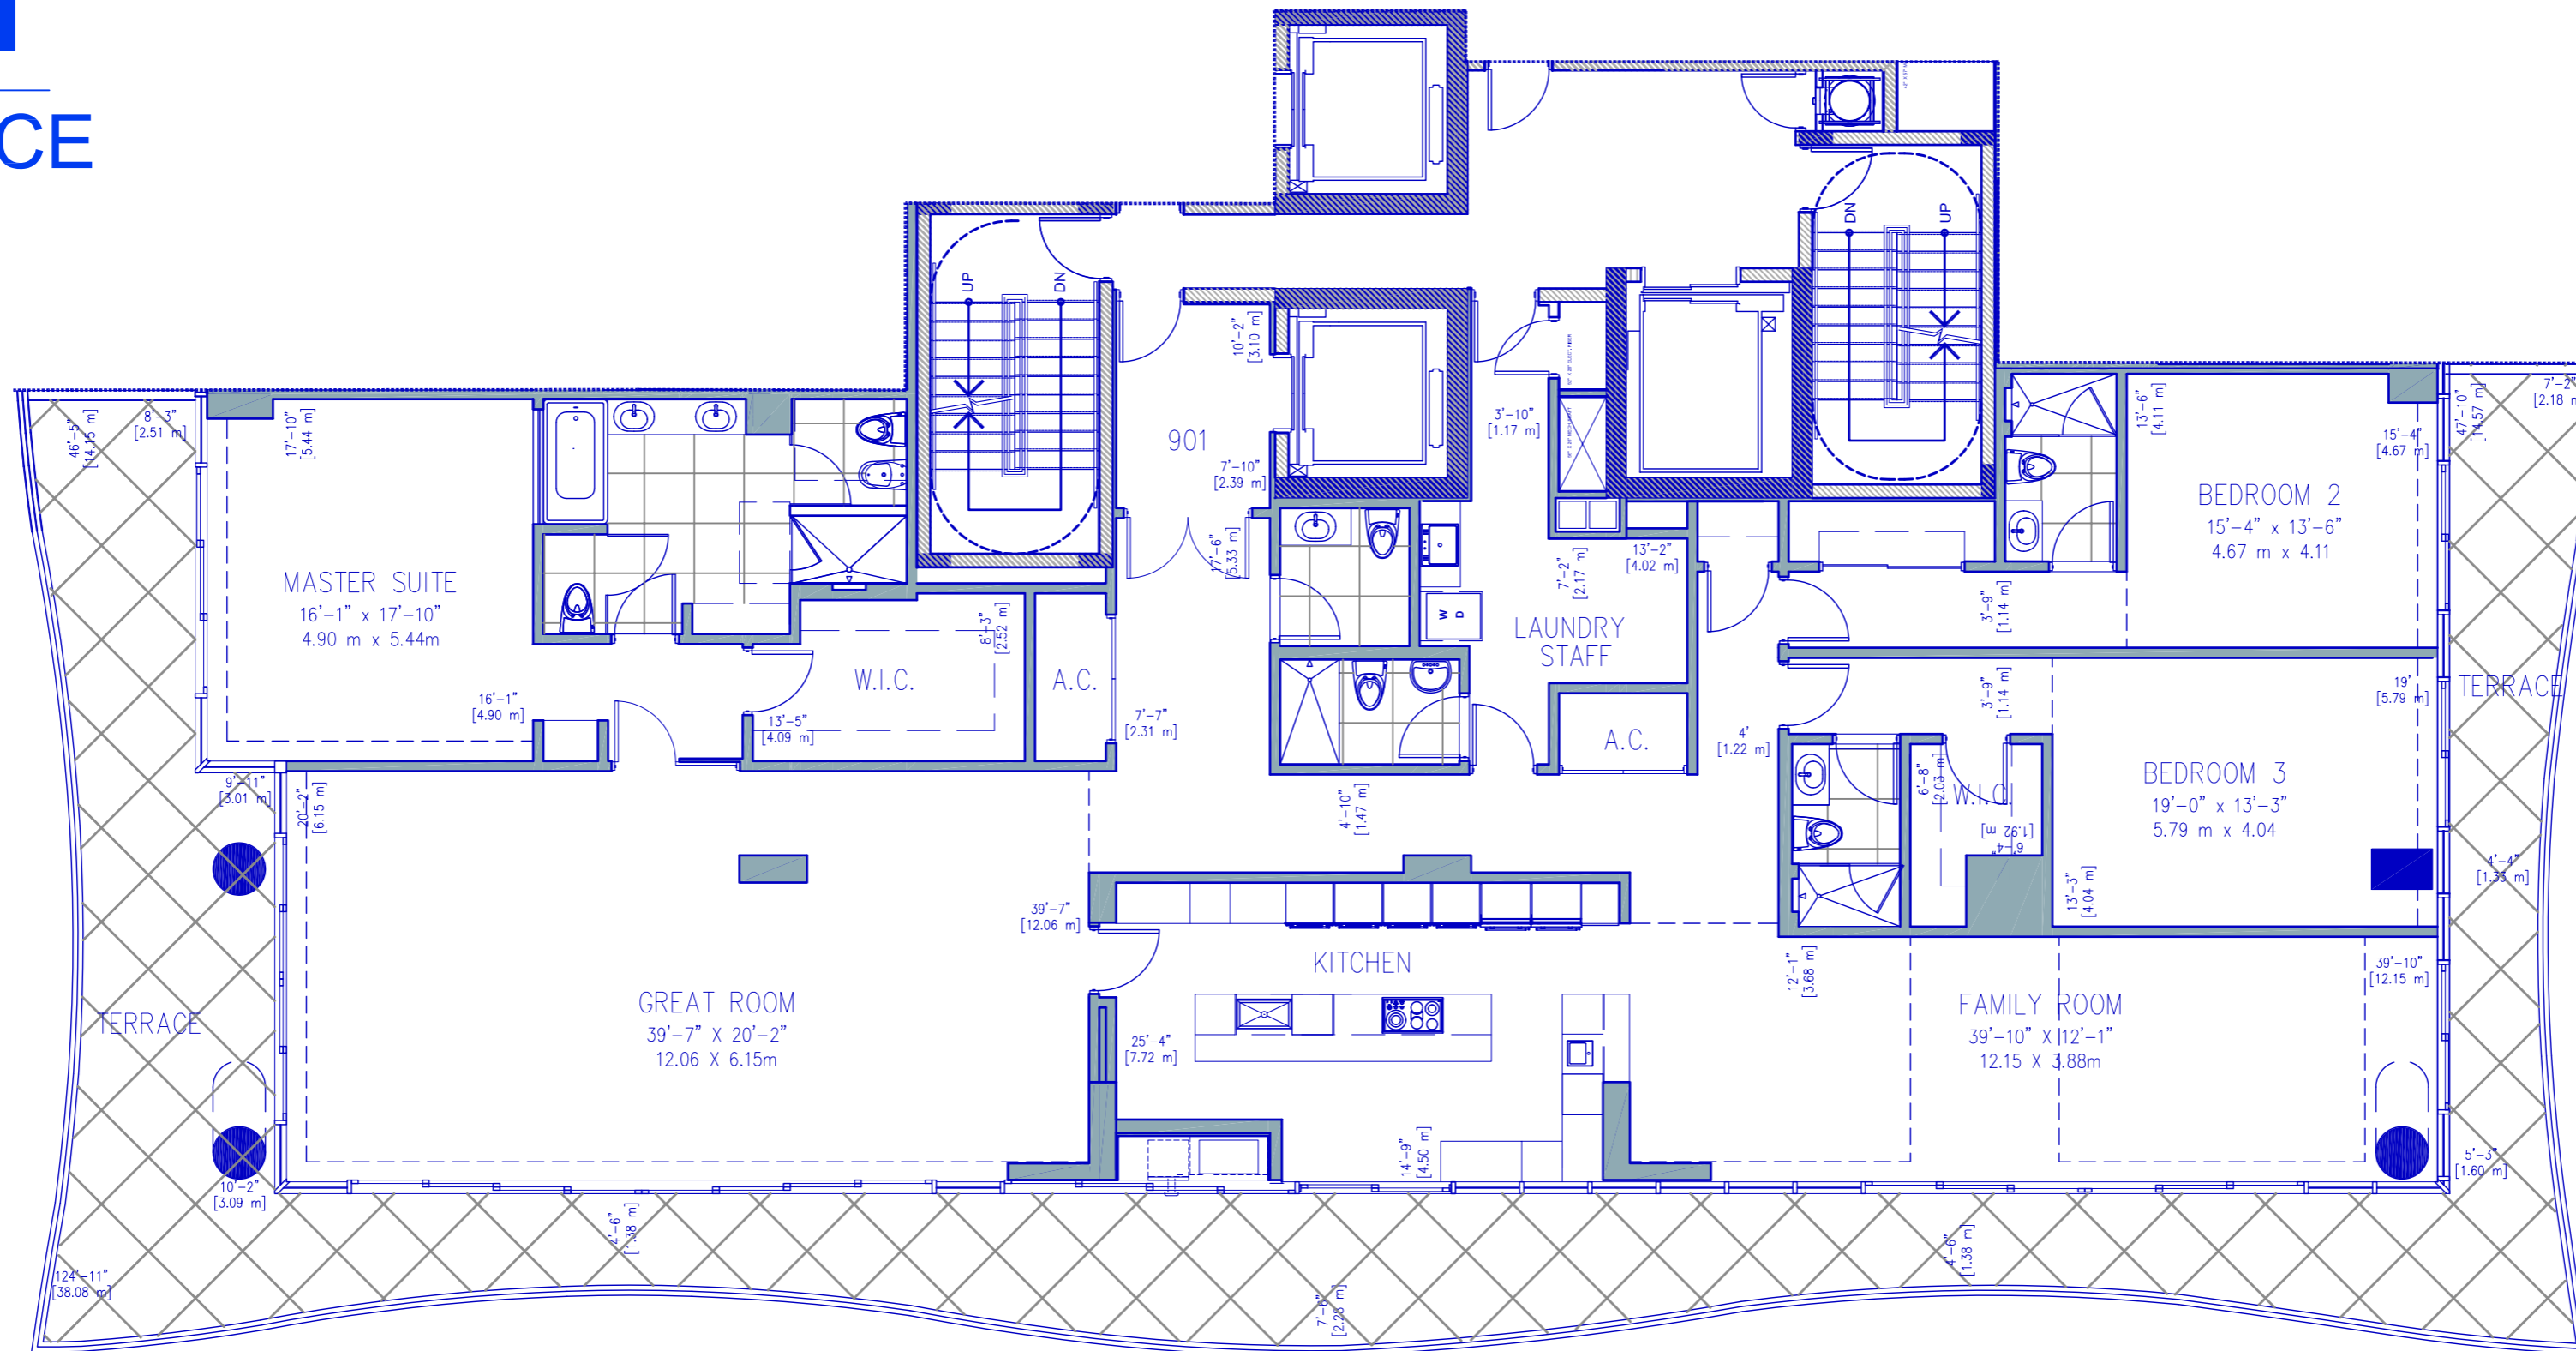 CE
UP
DN
DN
UP
901
10'-2"
[3.10 m]
7'-10"
[2.39 m]
3'-10"
[1.17 m]
46'-5"
[14.15 m]
8'-3"
[2.51 m]
17'-10"
[5.44 m]
13'-6"
[4.11 m]
15'-4"
[4.67 m]
47'-10"
[14.57 m]
7'-2"
[2.18 m
MASTER SUITE
16'-1" x 17'-10"
4.90 m x 5.44m
16'-1"
[4.90 m]
BEDROOM 2
15'-4" x 13'-6"
4.67 m x 4.11
17'-6"
[5.33 m]
7'-2"
[2.17 m]
13'-2"
[4.02 m]
W
D
LAUNDRY
STAFF
8'-3"
[2.52 m]
W.I.C.
A.C.
13'-5"
[4.09 m]
7'-7"
[2.31 m]
A.C.
4'
[1.22 m]
3'-9"
[1.14 m]
3'-9"
[1.14 m]
19'
[5.79 m]
TERRACE
9'-11"
[3.01 m]
20'-2"
[6.15 m]
4'-10"
[1.47 m]
6'-8"
[2.03 m]
W.I.C.
6'-4"
[1.92 m]
BEDROOM 3
19'-0" x 13'-3"
5.79 m x 4.04
13'-3"
[4.04 m]
4'-4"
[1.33 m]
39'-7"
[12.06 m]
KITCHEN
12'-1"
[3.68 m]
39'-10"
[12.15 m]
TERRACE
GREAT ROOM
39'-7" X 20'-2"
12.06 X 6.15m
25'-4"
[7.72 m]
FAMILY ROOM
39'-10" X 12'-1"
12.15 X 3.88m
14'-9"
[4.50 m]
5'-3"
[1.60 m]
10'-2"
[3.09 m]
4'-6"
[1.38 m]
4'-6"
[1.38 m]
124'-11"
[38.08 m]
7'-6"
[2.28 m]